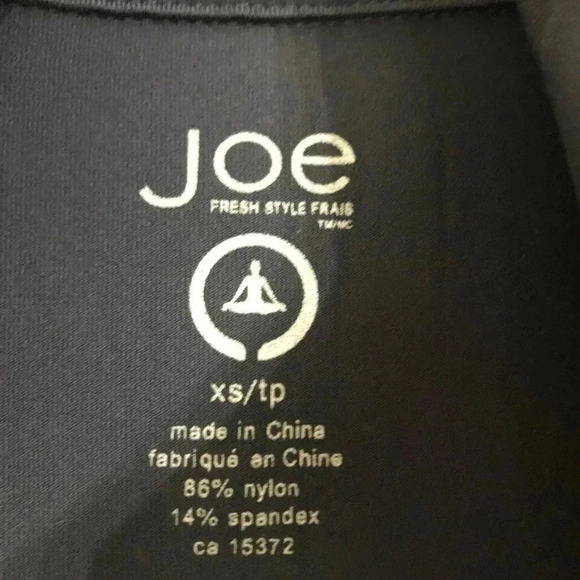 Joe
FRESH STYLE FRAIS
TM/MC
xs/tp
made in China
fabriqué en Chine
86% nylon
14% spandex
ca 15372